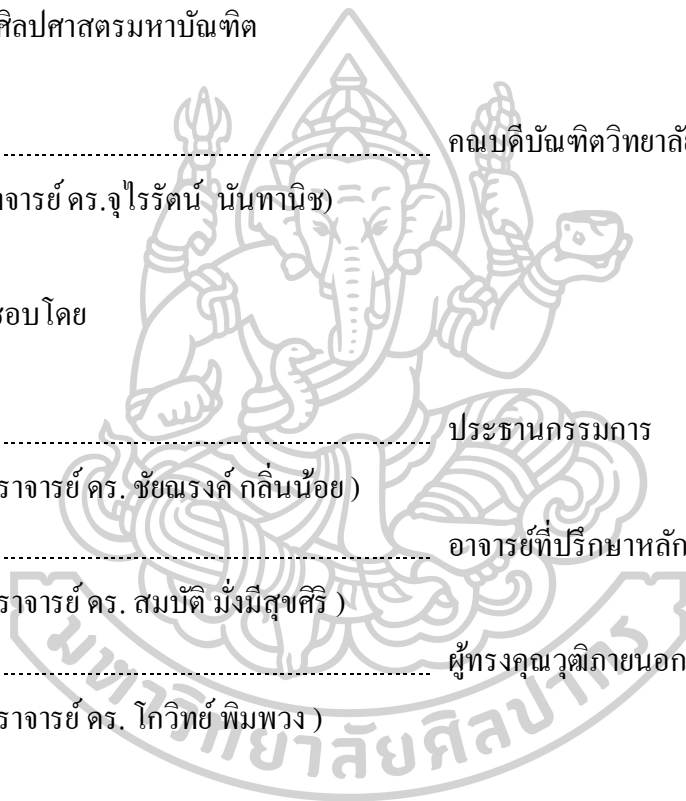 ศิลปศาสตรมหาบัณฑิต
คณบดีบัณฑิตวิทยาลัย
าจารย์ ดร.จุไรรัตน์ นันทานิช)
สอบโดย
ประธานกรรมการ
ราจารย์ ดร. ชัยณรงค์ กลิ่นน้อย )
อาจารย์ที่ปรึกษาหลัก
ราจารย์ ดร. สมบัติ มั่งมีสุขศิริ )
ผู้ทรงคุณวุฒิภายนอก
ราจารย์ ดร. โกวิทย์ พิมพวง )
มหาวิทยาลัยศิลปากร